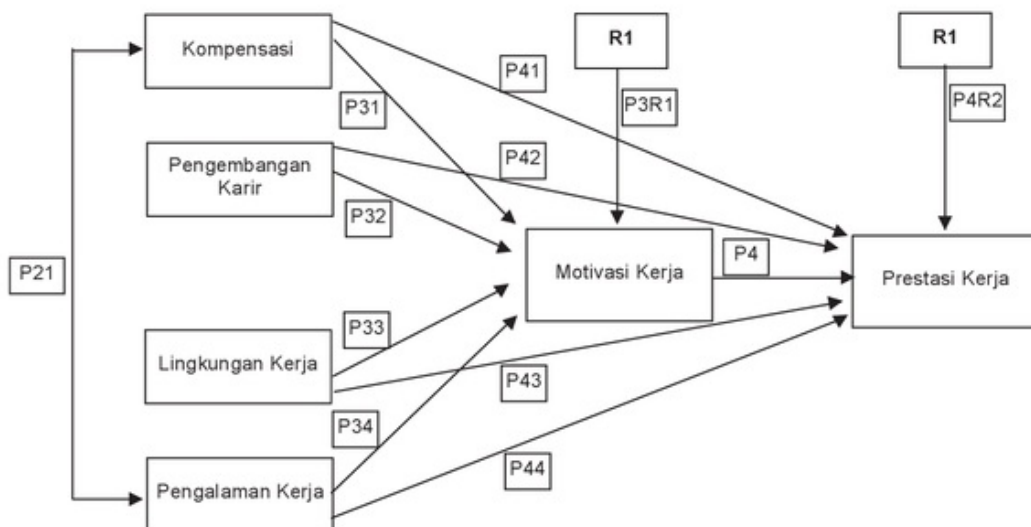 Kompensasi
R1
R1
P41
P31
P3R1
P4R2
Pengembangan
Karir
P42
P32
P21
Motivasi Kerja
P4
Prestasi Kerja
P33
Lingkungan Kerja
P43
P34
P44
Pengalaman Kerja